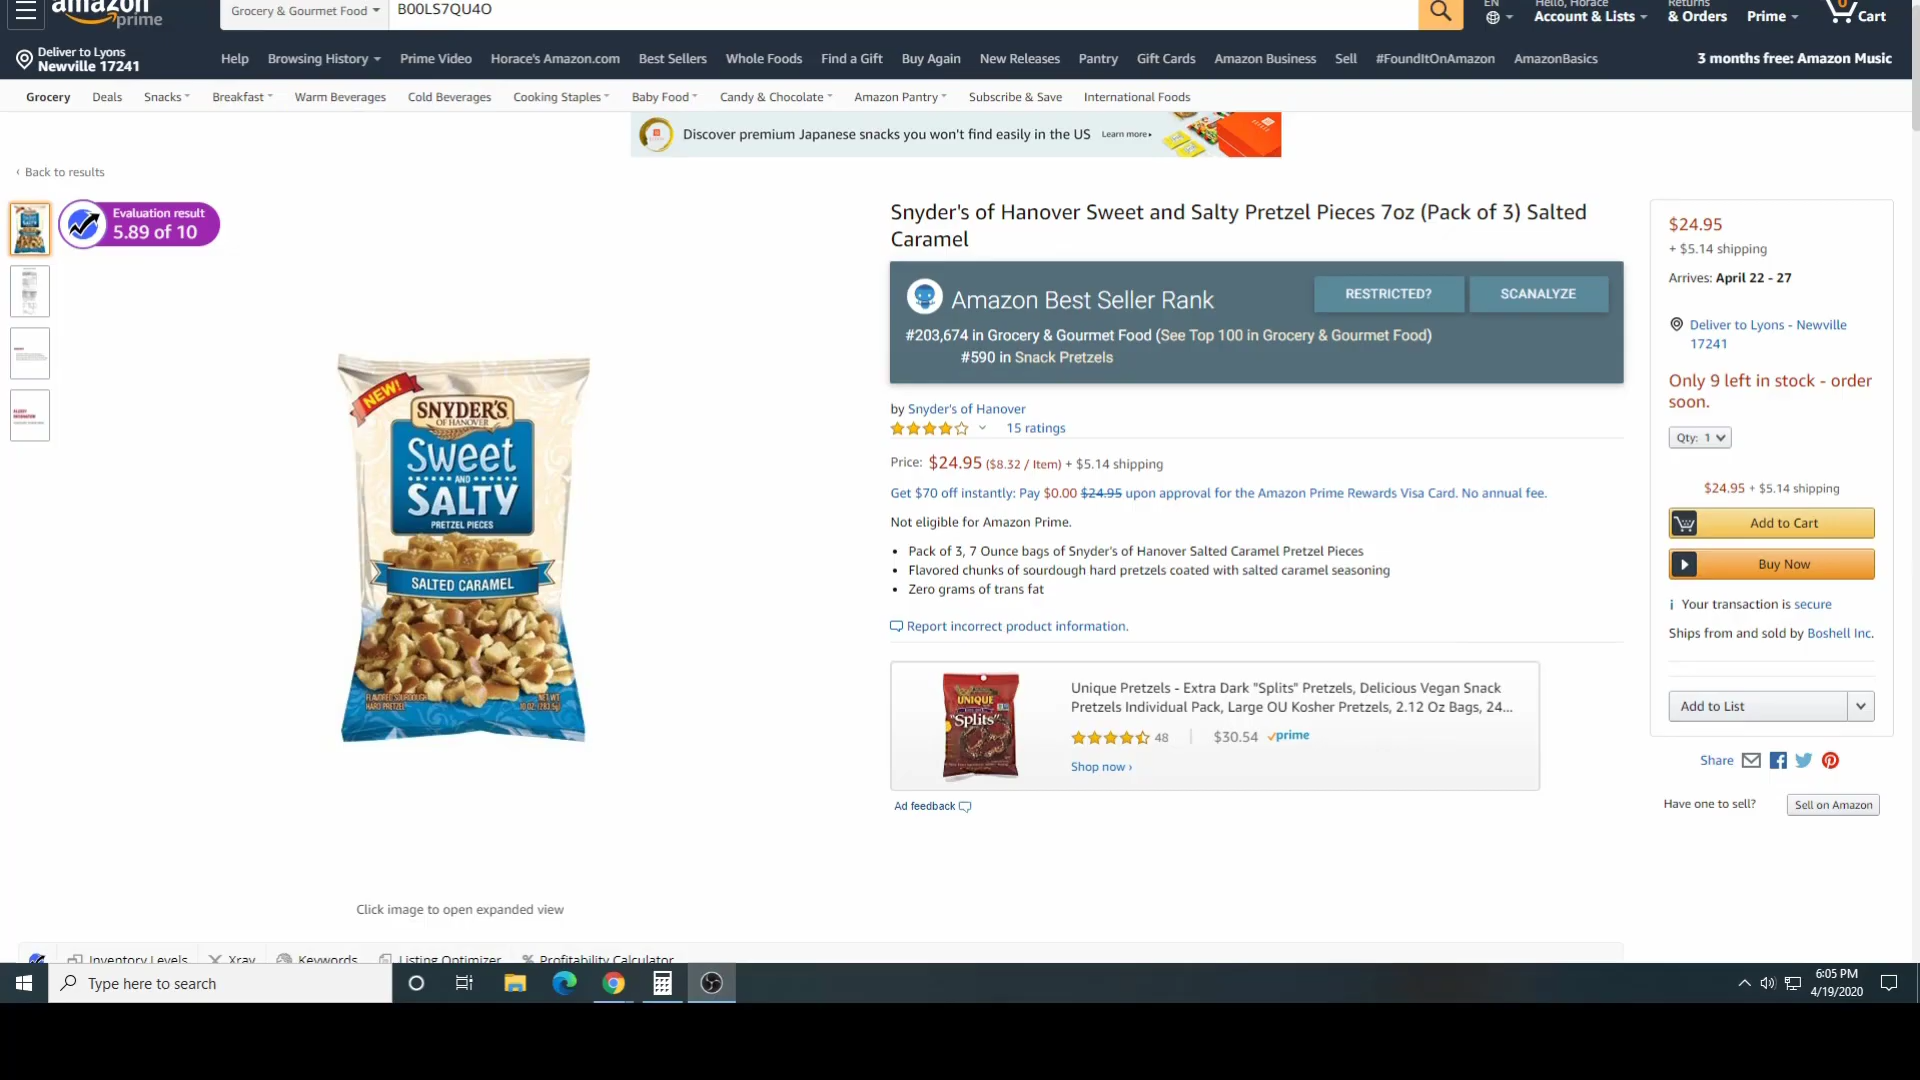 amazon
prime
Grocery & Gourmet Food
B00LS7QU4O
EN
Hello, Horace
Account & Lists
Returns
& Orders
Prime
0
Cart
Deliver to Lyons
Newville 17241
Help
Browsing History
Prime Video
Horace's Amazon.com
Best Sellers
Whole Foods
Find a Gift
Buy Again
New Releases
Pantry
Gift Cards
Amazon Business
Sell
#FoundItOnAmazon
AmazonBasics
3 months free: Amazon Music
Grocery
Deals
Snacks
Breakfast
Warm Beverages
Cold Beverages
Cooking Staples
Baby Food
Candy & Chocolate
Amazon Pantry
Subscribe & Save
International Foods
Discover premium Japanese snacks you won't find easily in the US
Learn more
‹ Back to results
Evaluation result
5.89 of 10
NEW!
SNYDER'S
OF HANOVER
Sweet
AND
SALTY
PRETZEL PIECES
SALTED CARAMEL
FLAVORED SOURDOUGH
HARD PRETZEL
NET WT.
10 OZ. (283.5g)
Click image to open expanded view
Snyder's of Hanover Sweet and Salty Pretzel Pieces 7oz (Pack of 3) Salted
Caramel
Amazon Best Seller Rank
RESTRICTED?
SCANALYZE
#203,674 in Grocery & Gourmet Food (See Top 100 in Grocery & Gourmet Food)
#590 in Snack Pretzels
by Snyder's of Hanover
15 ratings
Price: $24.95 ($8.32 / Item) + $5.14 shipping
Get $70 off instantly: Pay $0.00 $24.95 upon approval for the Amazon Prime Rewards Visa Card. No annual fee.
Not eligible for Amazon Prime.
• Pack of 3, 7 Ounce bags of Snyder's of Hanover Salted Caramel Pretzel Pieces
• Flavored chunks of sourdough hard pretzels coated with salted caramel seasoning
• Zero grams of trans fat
Report incorrect product information.
UNIQUE
"Splits"
Unique Pretzels - Extra Dark "Splits" Pretzels, Delicious Vegan Snack
Pretzels Individual Pack, Large OU Kosher Pretzels, 2.12 Oz Bags, 24...
48
$30.54
prime
Shop now ›
Ad feedback
$24.95
+ $5.14 shipping
Arrives: April 22 - 27
Deliver to Lyons - Newville
17241
Only 9 left in stock - order
soon.
Qty: 1
$24.95 + $5.14 shipping
Add to Cart
Buy Now
Your transaction is secure
Ships from and sold by Boshell Inc.
Add to List
Share
Have one to sell?
Sell on Amazon
Inventory Levels
Xray
Keywords
Listing Optimizer
Profitability Calculator
Type here to search
6:05 PM
4/19/2020